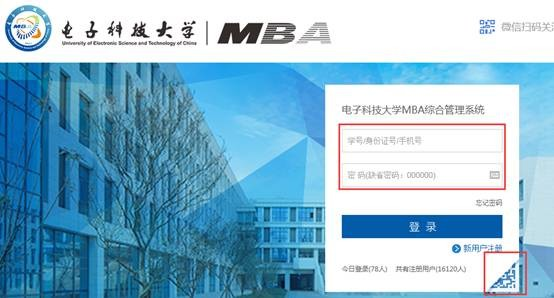 MBA
电子科技大学
University of Electronic Science and Technology of China
MBA
微信扫码关注
电子科技大学MBA综合管理系统
学号/身份证号/手机号
密 码(缺省密码：000000)
忘记密码
登 录
新用户注册
今日登录(78人) 共有注册用户(16120人)